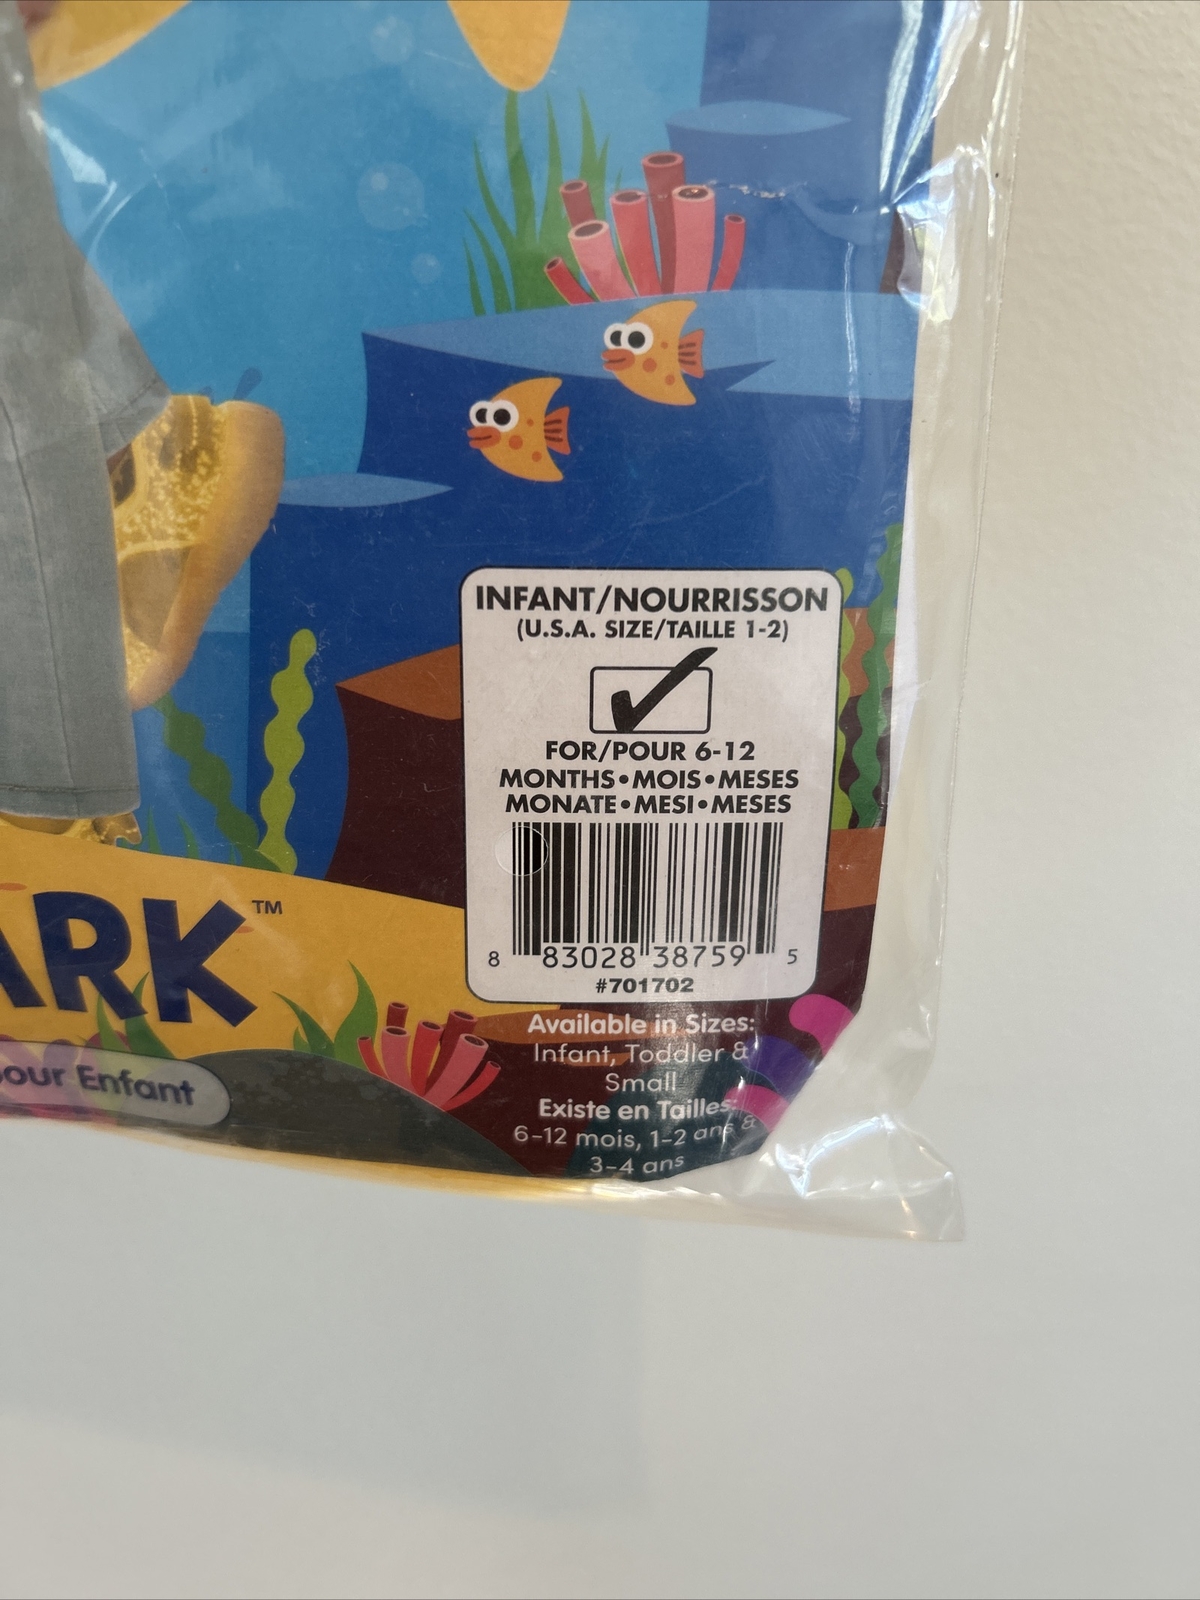 INFANT/NOURRISSON
(U.S.A. SIZE/TAILLE 1-2)
FOR/POUR 6-12
MONTHS•MOIS•MESES
MONATE•MESI•MESES
8 83028 38759 5
#701702
ARK™
pour Enfant
Available in Sizes:
Infant, Toddler &
Small
Existe en Tailles:
6-12 mois, 1-2 ans &
3-4 ans